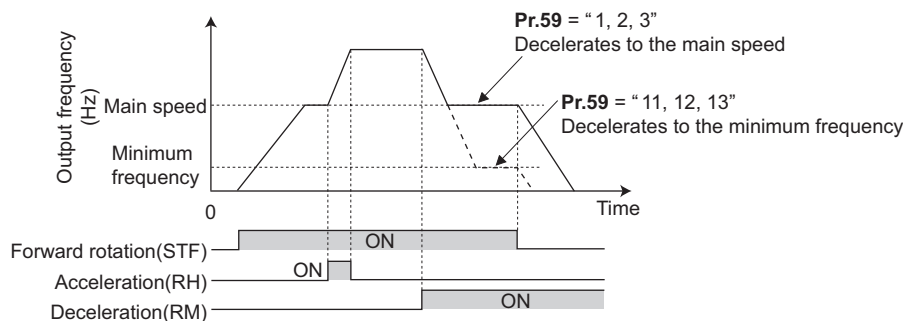 Pr.59 = “ 1, 2, 3”
Decelerates to the main speed
Output frequency
(Hz)
Main speed
Pr.59 = “ 11, 12, 13”
Decelerates to the minimum frequency
Minimum
frequency
0
Time
Forward rotation(STF)
ON
Acceleration(RH)
ON
Deceleration(RM)
ON